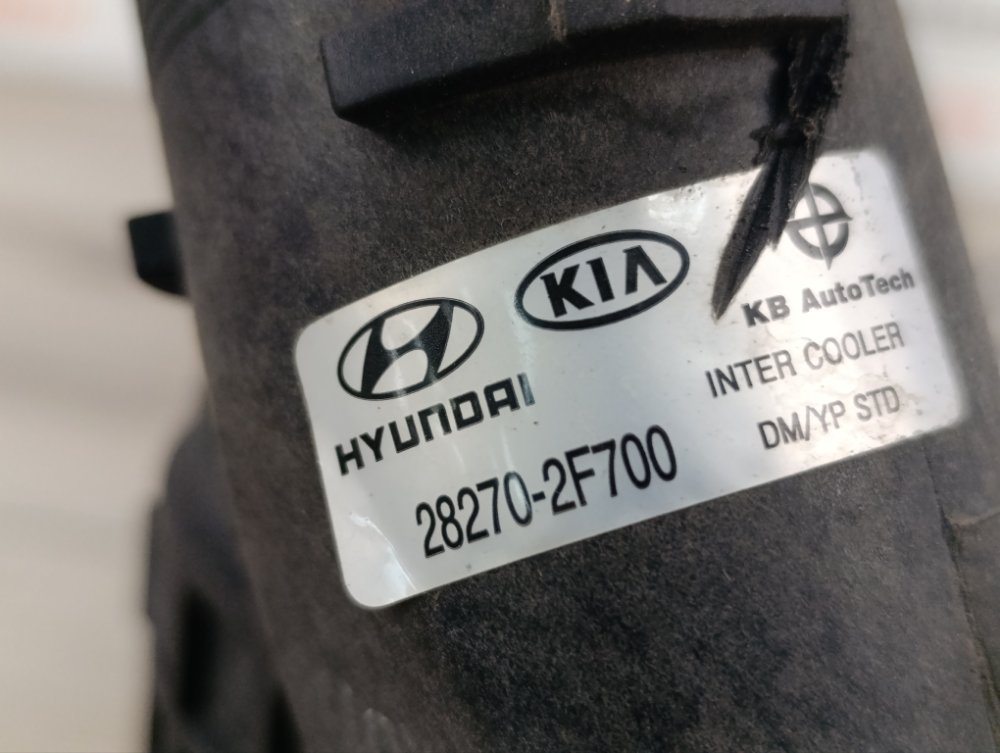 HYUNDAI
KIA
KB AutoTech
INTER COOLER
DM/YP STD
28270-2F700